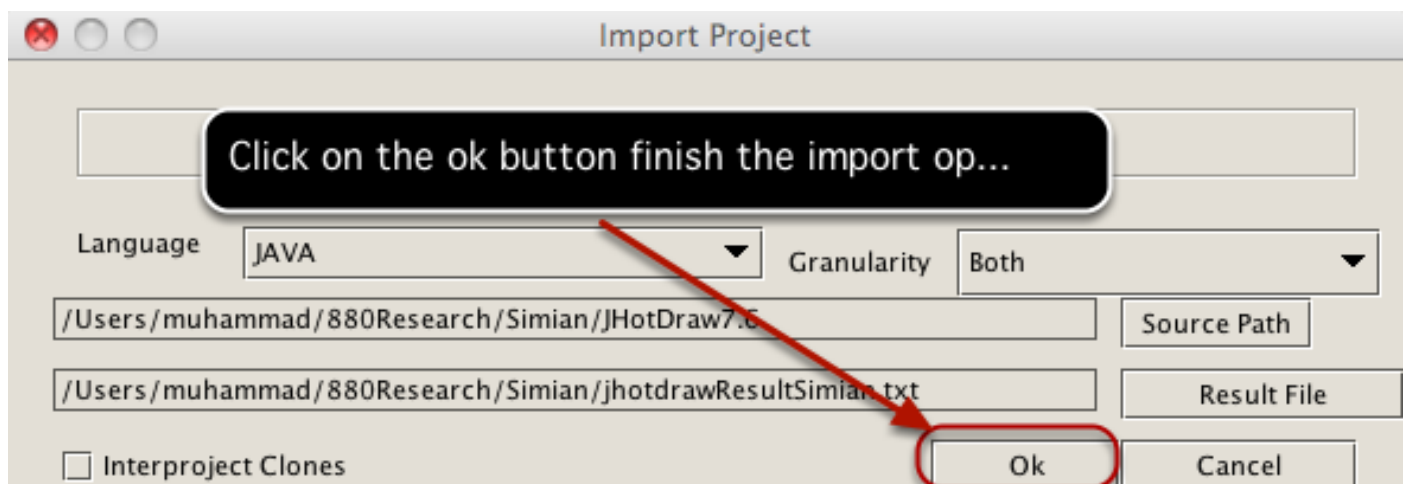 Import Project
Click on the ok button finish the import op...
Language JAVA Granularity Both
/Users/muhammad/880Research/Simian/JHotDraw7.6 Source Path
/Users/muhammad/880Research/Simian/jhotdrawResultSimian.txt Result File
Interproject Clones Ok Cancel